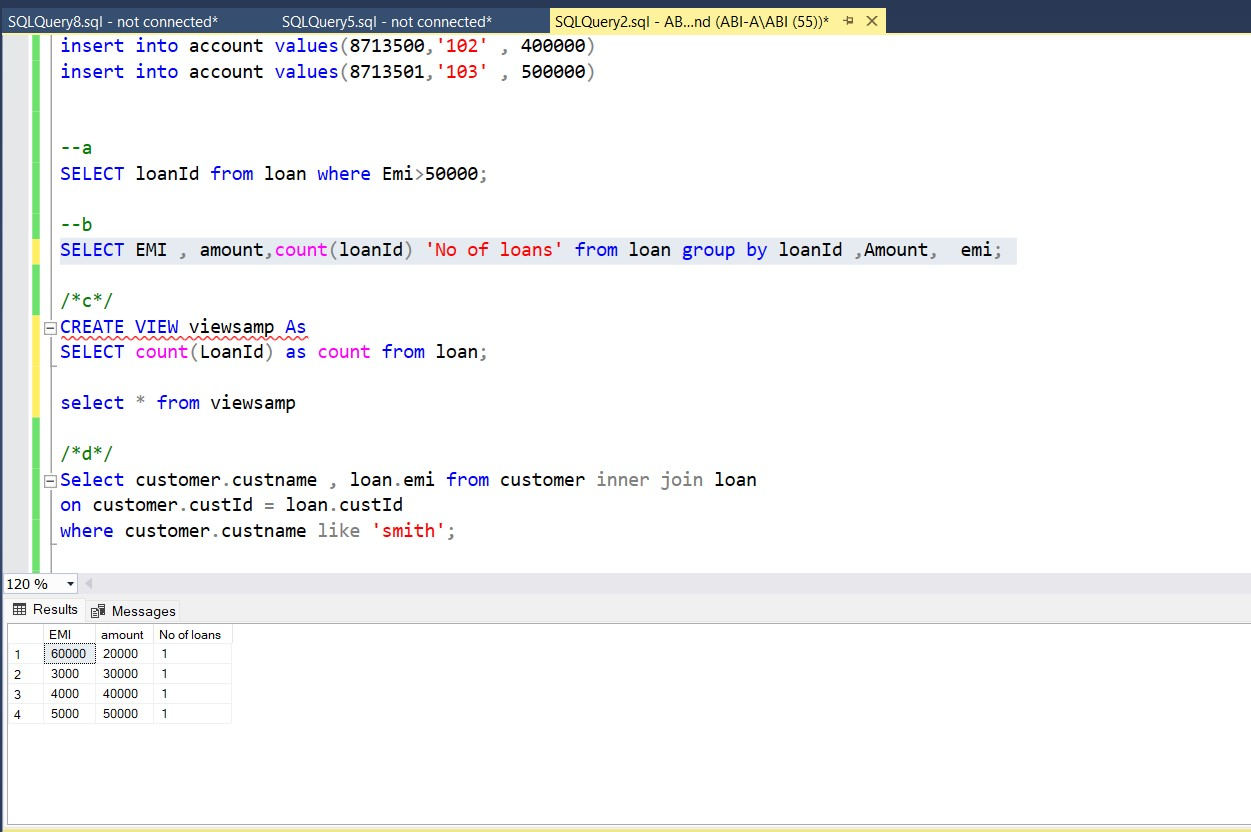 SQLQuery8.sql - not connected* SQLQuery5.sql - not connected* SQLQuery2.sql - AB...nd (ABI-A\ABI (55))*
insert into account values(8713500,'102' , 400000)
insert into account values(8713501,'103' , 500000)
--a
SELECT loanId from loan where Emi>50000;
--b
SELECT EMI , amount,count(loanId) 'No of loans' from loan group by loanId ,Amount, emi;
/*c*/
CREATE VIEW viewsamp As
SELECT count(LoanId) as count from loan;
select * from viewsamp
/*d*/
Select customer.custname , loan.emi from customer inner join loan
on customer.custId = loan.custId
where customer.custname like 'smith';
120 %
Results Messages
EMI amount No of loans
1 60000 20000 1
2 3000 30000 1
3 4000 40000 1
4 5000 50000 1